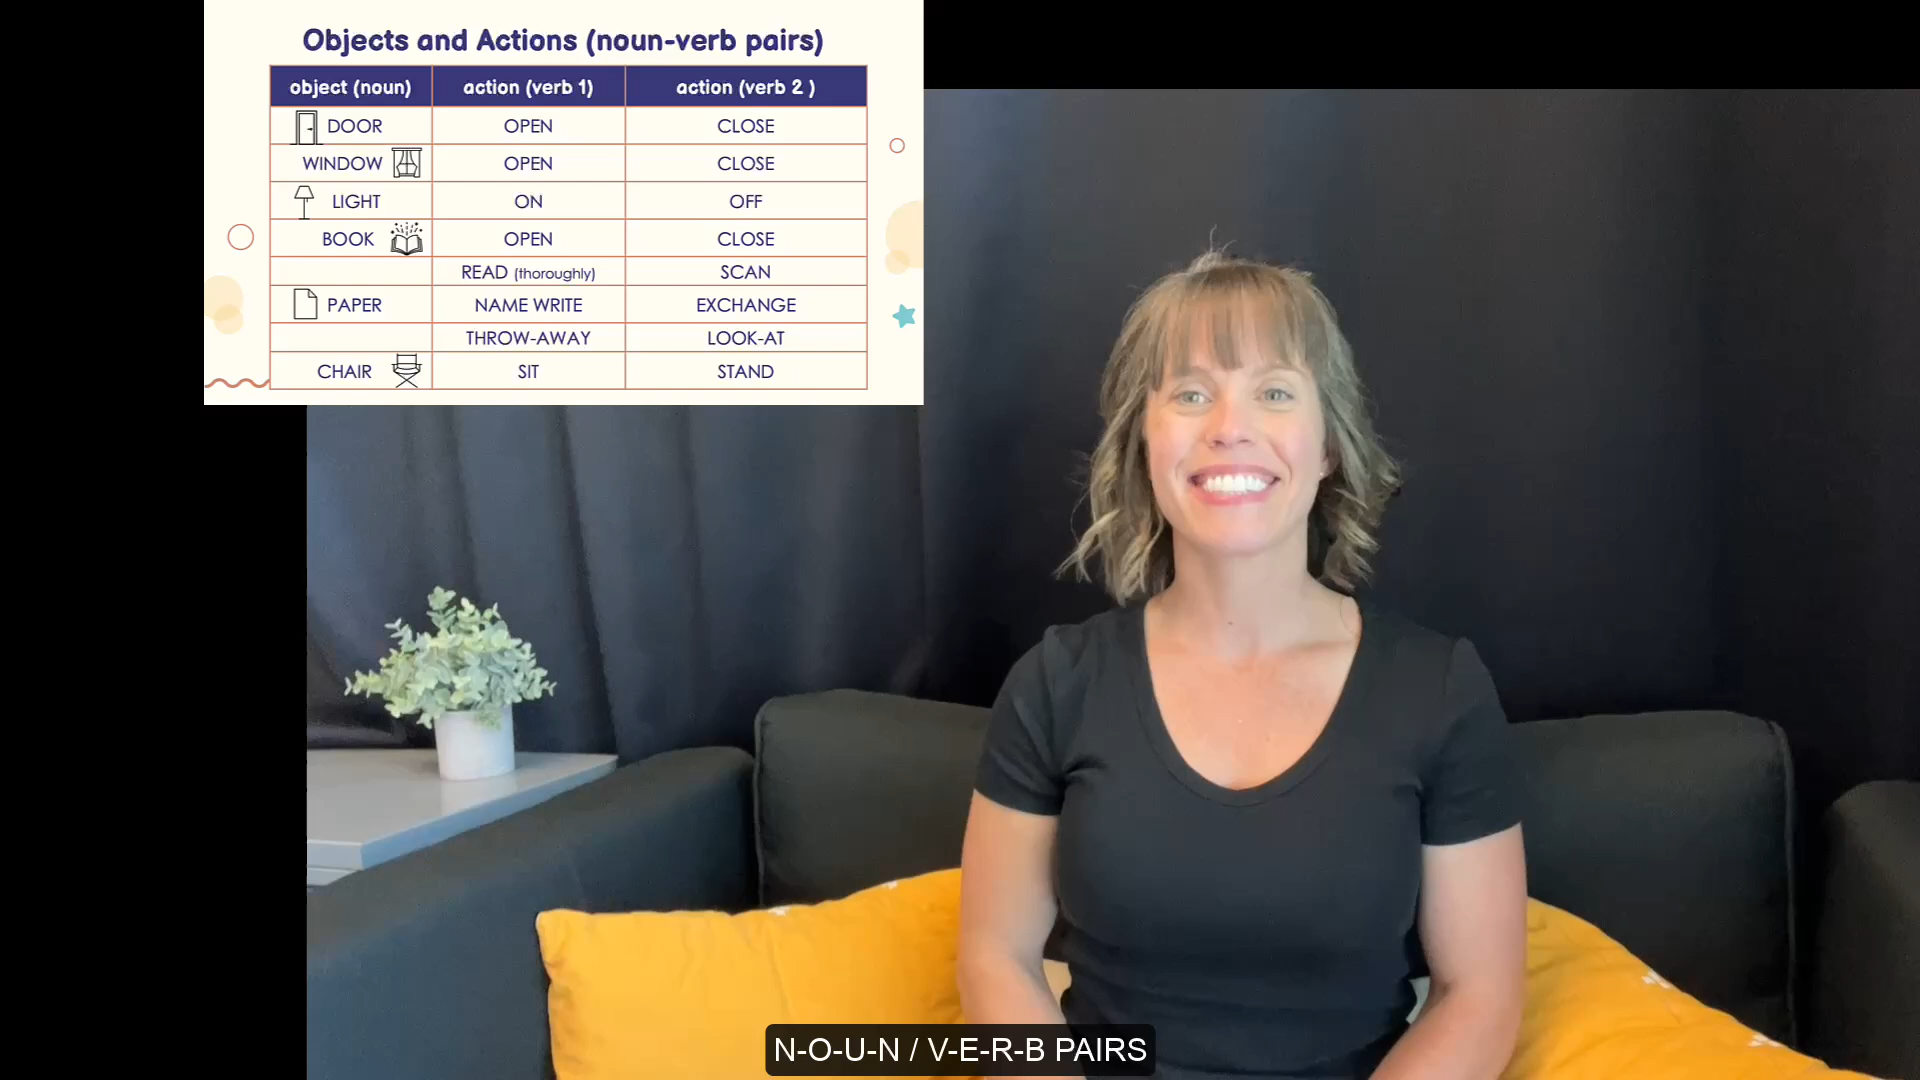 Objects and Actions (noun-verb pairs)
object (noun) action (verb 1) action (verb 2 )
DOOR OPEN CLOSE
WINDOW OPEN CLOSE
LIGHT ON OFF
BOOK OPEN CLOSE
READ (thoroughly) SCAN
PAPER NAME WRITE EXCHANGE
THROW-AWAY LOOK-AT
CHAIR SIT STAND
N-O-U-N / V-E-R-B PAIRS